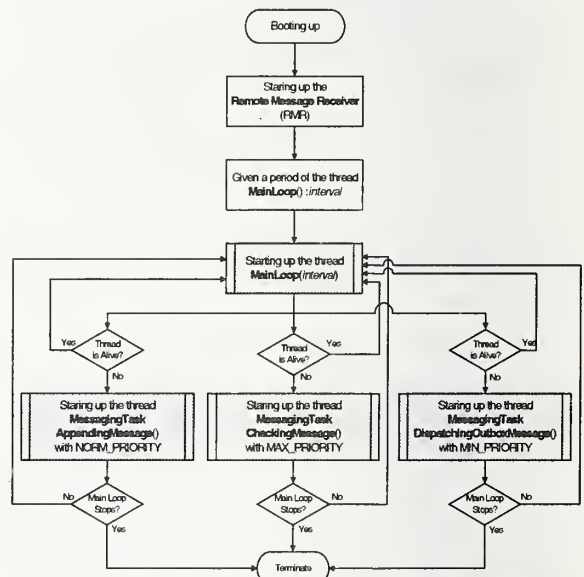 Booting up
Staring up the
Remote Message Receiver
(RMR)
Given a period of the thread
MainLoop() : interval
Starting up the thread
MainLoop(interval)
Yes
Thread
is Alive?
No
Thread
is Alive?
Yes
No
Thread
is Alive?
Yes
No
Staring up the thread
MessagingTask
AppendingMessage()
with NORM_PRIORITY
Staring up the thread
MessagingTask
CheckingMessage()
with MAX_PRIORITY
Staring up the thread
MessagingTask
DispatchingOutboxMessage()
with MIN_PRIORITY
No
Main Loop
Stops?
Yes
Main Loop
Stops?
No
Yes
Main Loop
Stops?
No
Yes
Terminate